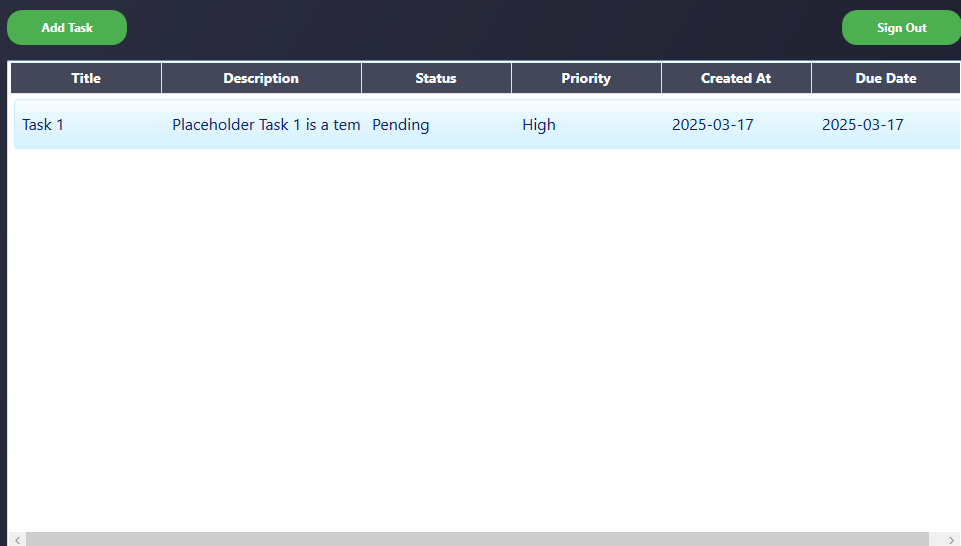 Add Task Sign Out
Title Description Status Priority Created At Due Date
Task 1 Placeholder Task 1 is a tem Pending High 2025-03-17 2025-03-17